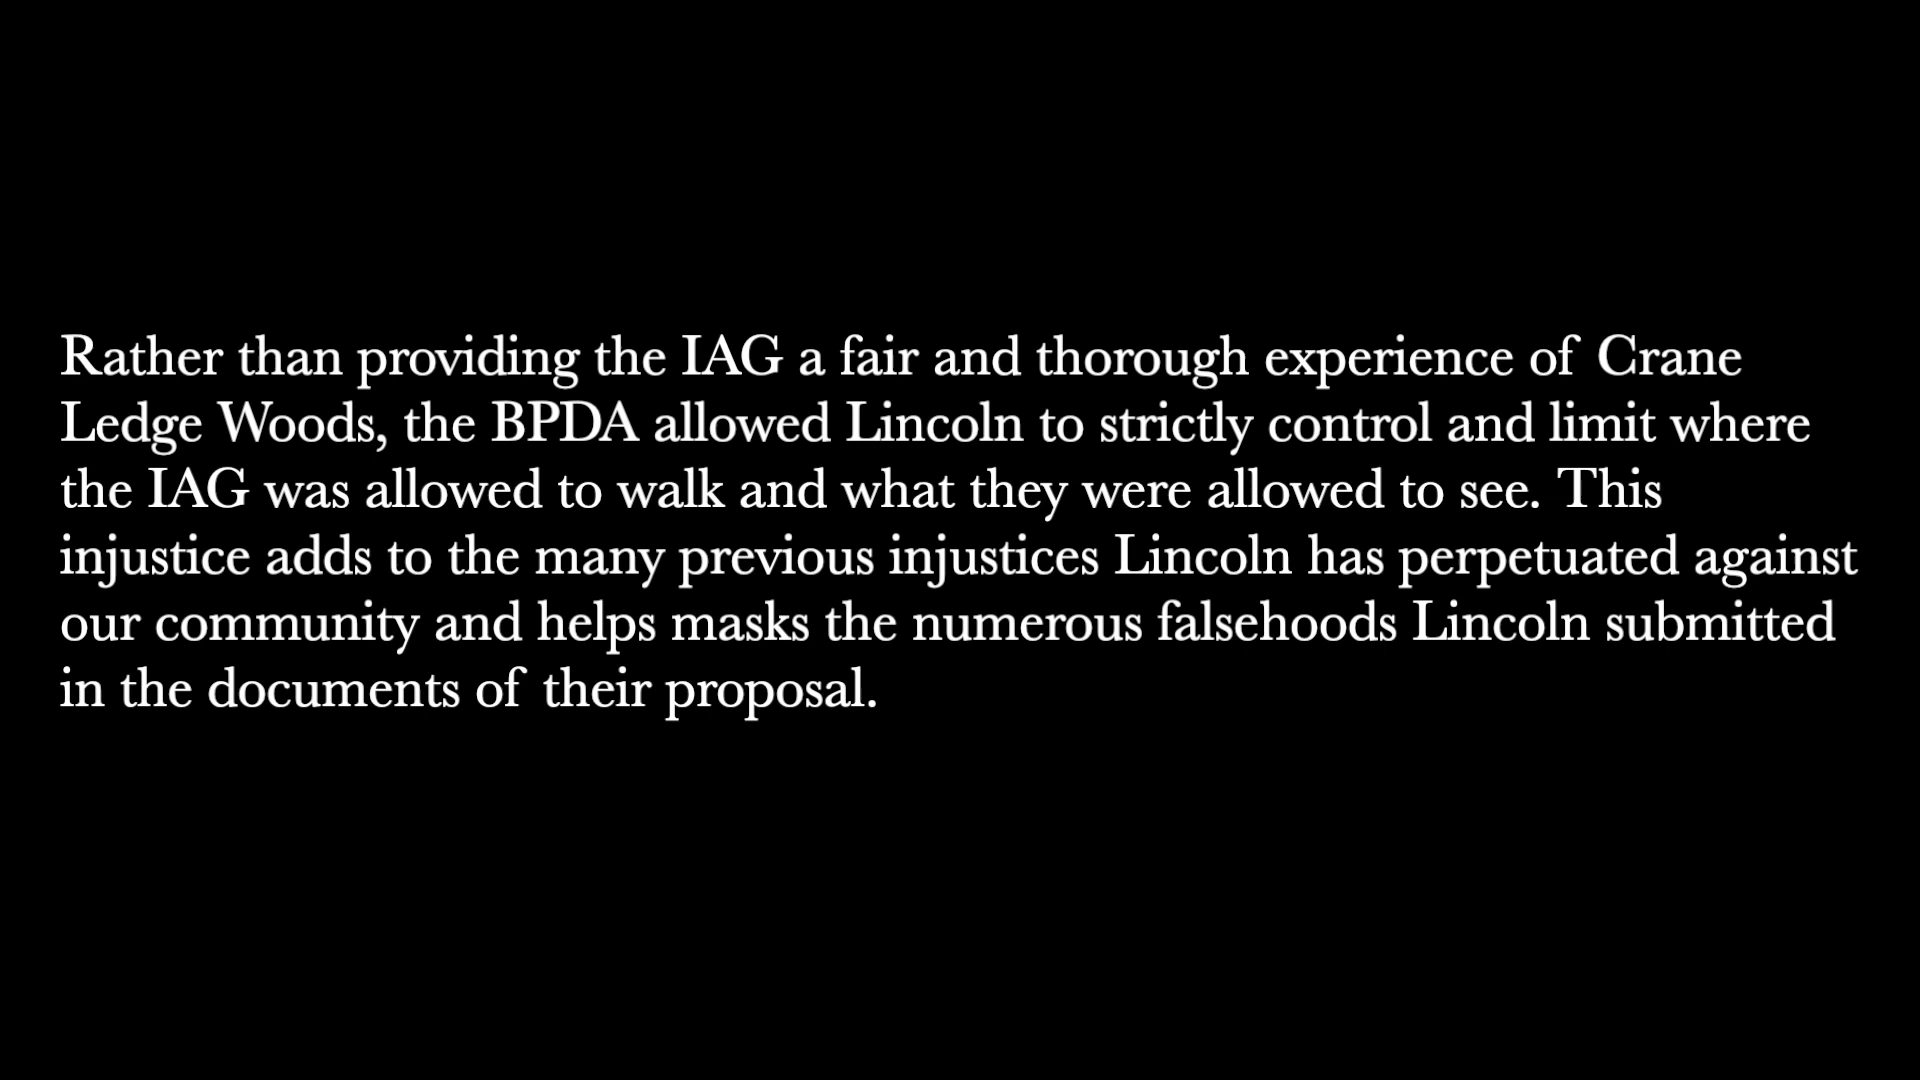 Rather than providing the IAG a fair and thorough experience of Crane
Ledge Woods, the BPDA allowed Lincoln to strictly control and limit where
the IAG was allowed to walk and what they were allowed to see. This
injustice adds to the many previous injustices Lincoln has perpetuated against
our community and helps masks the numerous falsehoods Lincoln submitted
in the documents of their proposal.